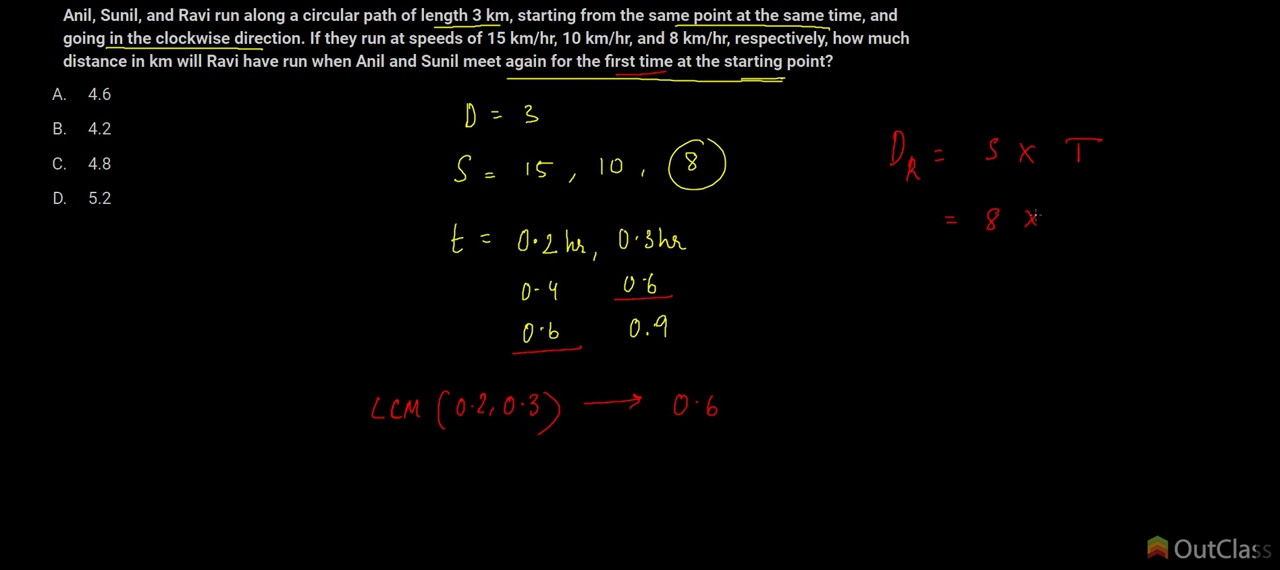 Anil, Sunil, and Ravi run along a circular path of length 3 km, starting from the same point at the same time, and
going in the clockwise direction. If they run at speeds of 15 km/hr, 10 km/hr, and 8 km/hr, respectively, how much
distance in km will Ravi have run when Anil and Sunil meet again for the first time at the starting point?
A. 4.6
B. 4.2
C. 4.8
D. 5.2
D = 3
S = 15, 10, 8
t = 0.2 hr, 0.3 hr
0.4 0.6
0.6 0.9
LCM (0.2, 0.3) → 0.6
D_R = S × T
= 8 ×
OutClass